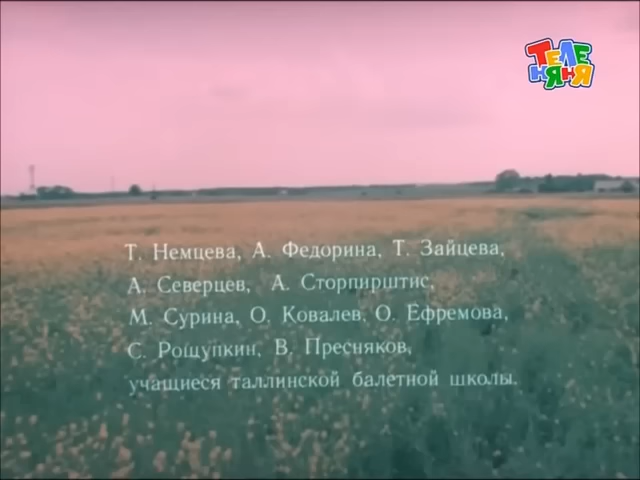 ТЕЛЕ
НЯНЯ
Т. Немцева, А. Федорина, Т. Зайцева,
А. Северцев, А. Сторпирштис,
М. Сурина, О. Ковалев, О. Ефремова,
С. Рощупкин, В. Пресняков,
учащиеся таллинской балетной школы.